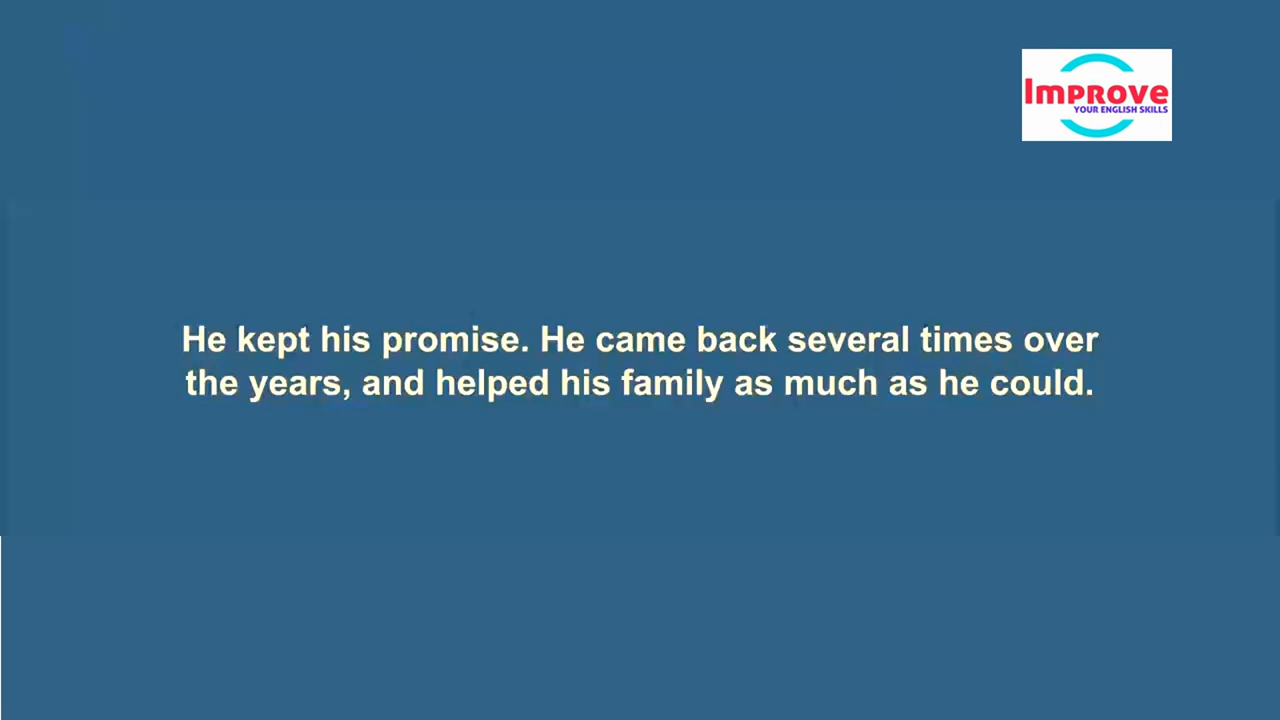 Improve
YOUR ENGLISH SKILLS
He kept his promise. He came back several times over
the years, and helped his family as much as he could.